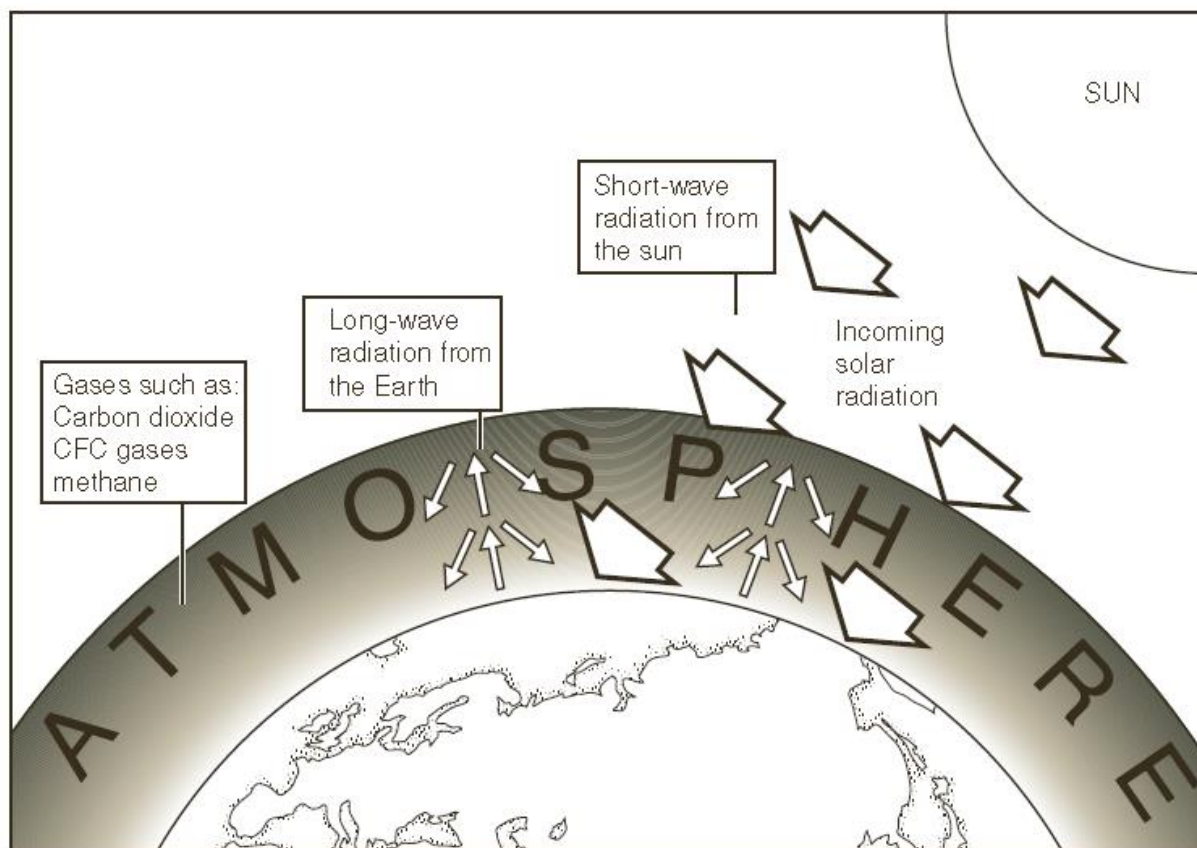 SUN
Short-wave
radiation from
the sun
Long-wave
radiation from
the Earth
Incoming
solar
radiation
Gases such as:
Carbon dioxide
CFC gases
methane
ATMOSPHERE